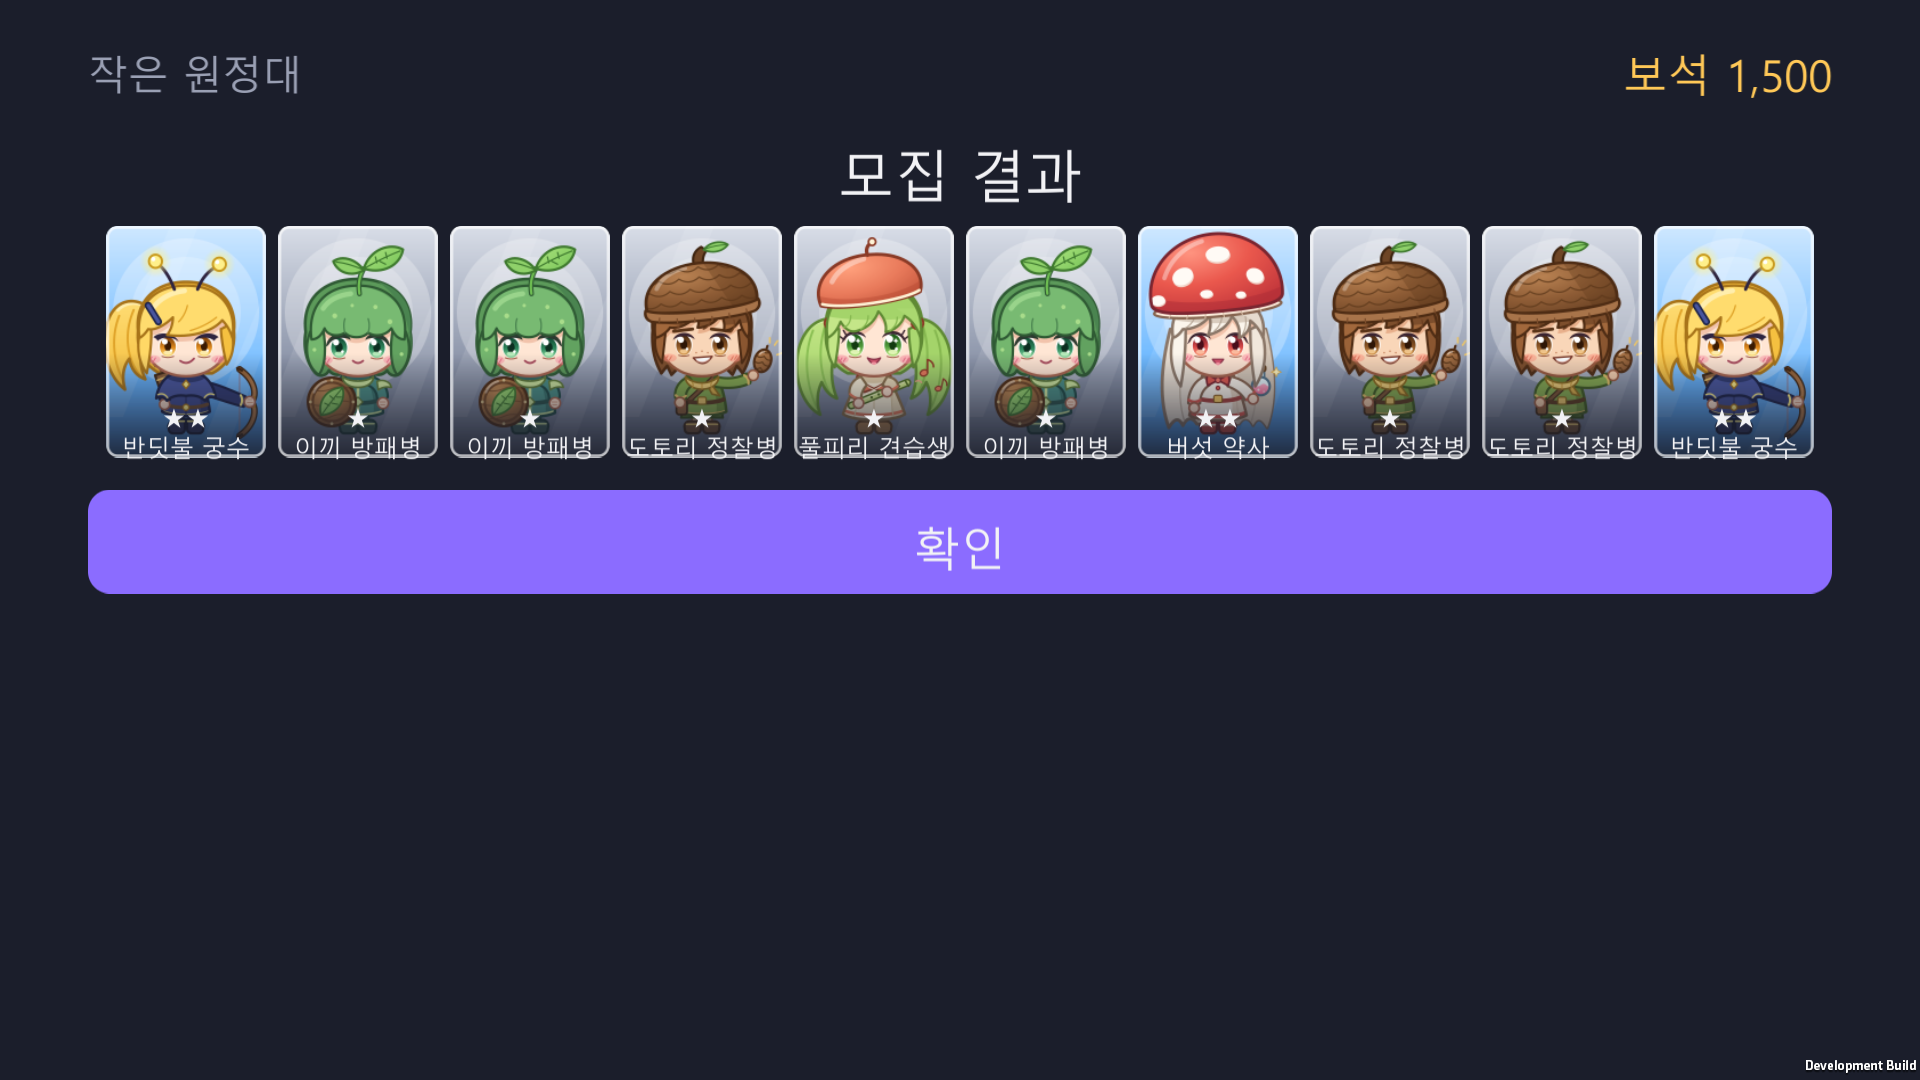 작은 원정대
보석 1,500
모집 결과
★★
반딧불 궁수
★
이끼 방패병
★
이끼 방패병
★
도토리 정찰병
★
풀피리 견습생
★
이끼 방패병
★★
버섯 약사
★
도토리 정찰병
★
도토리 정찰병
★★
반딧불 궁수
확인
Development Build